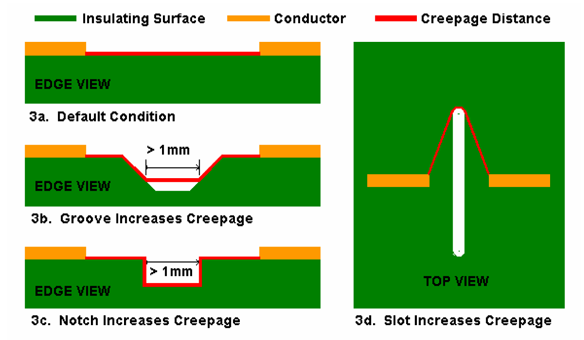 Insulating Surface Conductor Creepage Distance
EDGE VIEW
3a. Default Condition
> 1mm
EDGE VIEW
3b. Groove Increases Creepage
> 1mm
EDGE VIEW
3c. Notch Increases Creepage
TOP VIEW
3d. Slot Increases Creepage